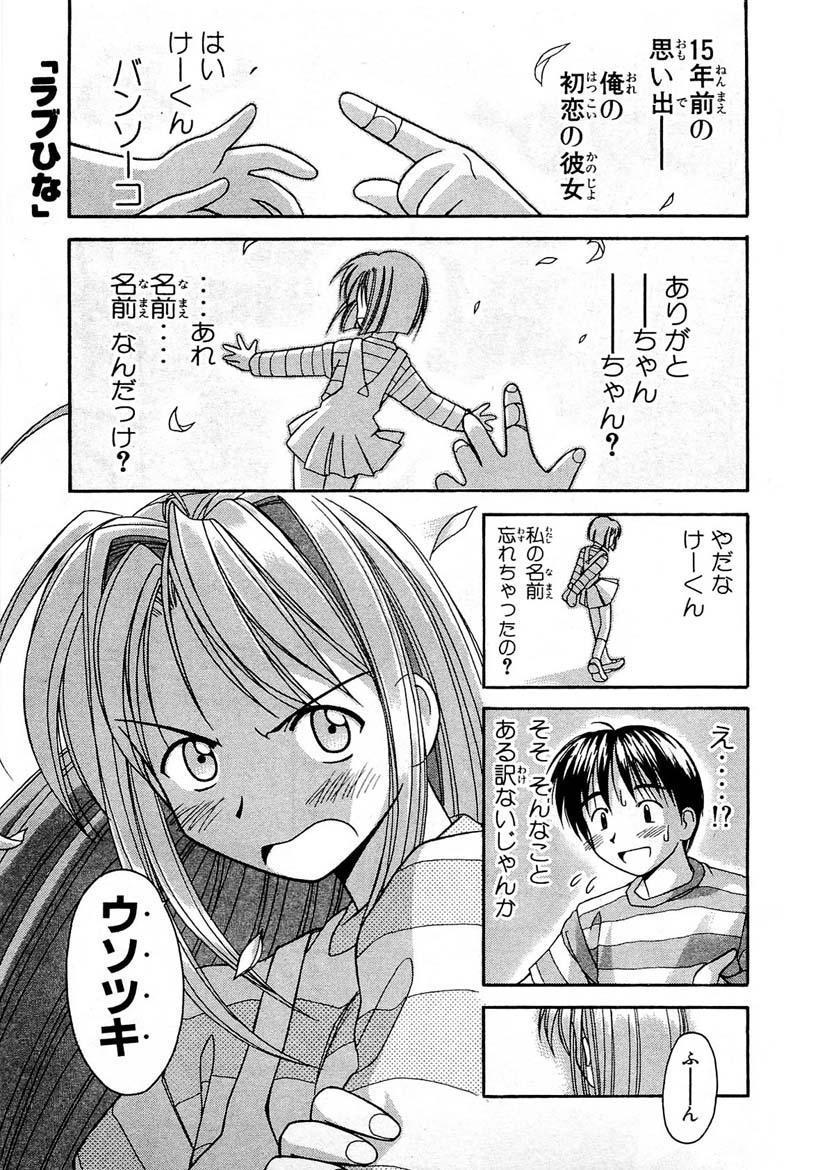 15年前の
思い出――
俺の
初恋の彼女
はい
けーくん
バンソーコ
「ラブひな」
ありがと
――ちゃん
――ちゃん?
‥‥あれ
名前‥‥
名前 なんだっけ?
やだな
けーくん
私の名前
忘れちゃったの?
え‥‥!?
そそ そんなこと
ある訳ないじゃんか
ふーん
ウソツキ